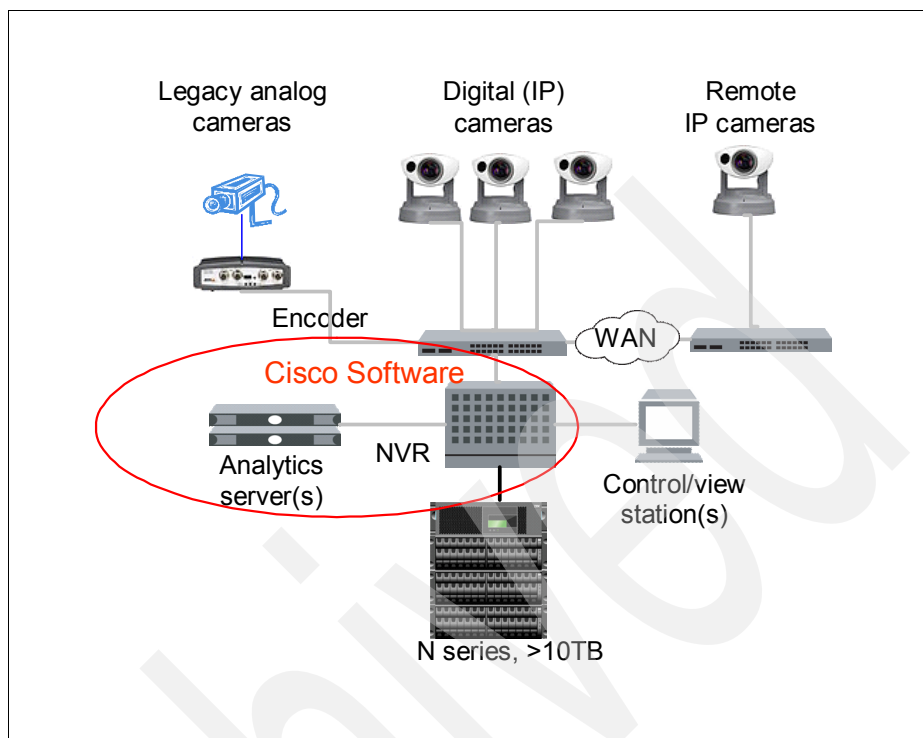 Legacy analog
cameras
Digital (IP)
cameras
Remote
IP cameras
Encoder
WAN
Cisco Software
NVR
Analytics
server(s)
Control/view
station(s)
N series, >10TB
hived